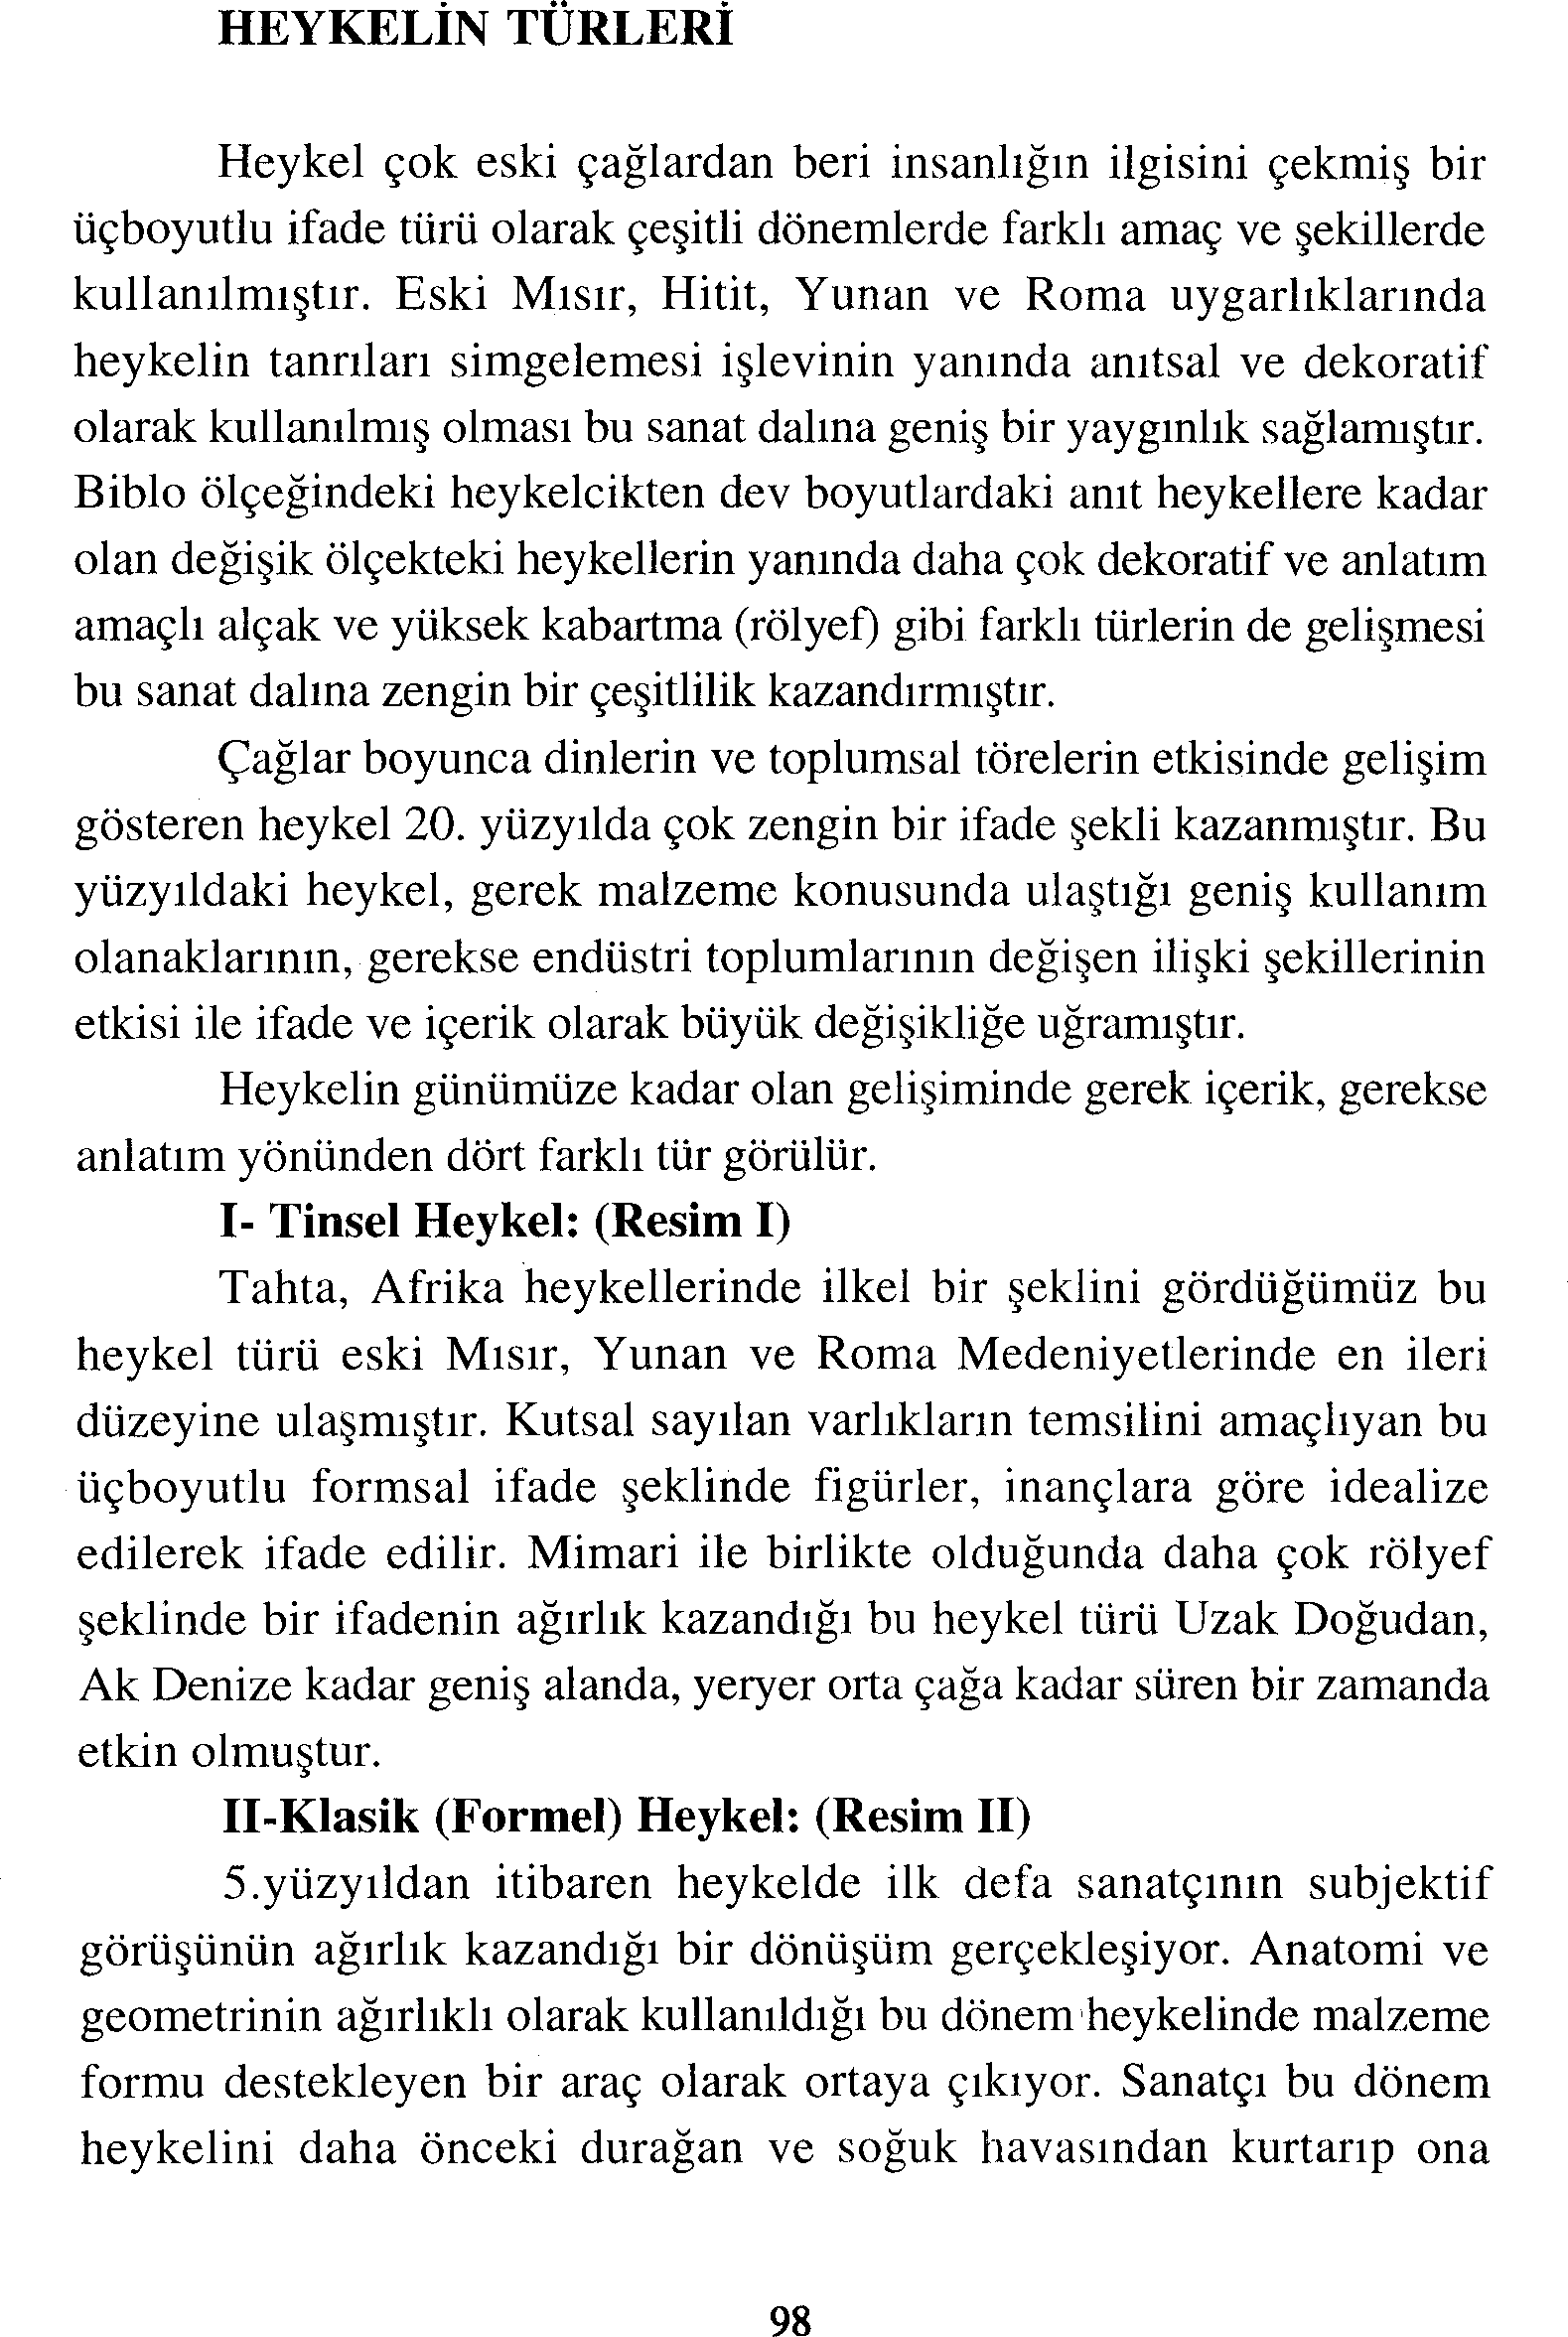 HEYKELİN TÜRLERİ
Heykel çok eski çağlardan beri insanlığın ilgisini çekmiş bir
üçboyutlu ifade türü olarak çeşitli dönemlerde farklı amaç ve şekillerde
kullanılmıştır. Eski Mısır, Hitit, Yunan ve Roma uygarlıklarında
heykelin tanrıları simgelemesi işlevinin yanında anıtsal ve dekoratif
olarak kullanılmış olması bu sanat dalına geniş bir yaygınlık sağlamıştır.
Biblo ölçeğindeki heykelcikten dev boyutlardaki anıt heykellere kadar
olan değişik ölçekteki heykellerin yanında daha çok dekoratif ve anlatım
amaçlı alçak ve yüksek kabartma (rölyef) gibi farklı türlerin de gelişmesi
bu sanat dalına zengin bir çeşitlilik kazandırmıştır.
Çağlar boyunca dinlerin ve toplumsal törelerin etkisinde gelişim
gösteren heykel 20. yüzyılda çok zengin bir ifade şekli kazanmıştır. Bu
yüzyıldaki heykel, gerek malzeme konusunda ulaştığı geniş kullanım
olanaklarının, gerekse endüstri toplumlarının değişen ilişki şekillerinin
etkisi ile ifade ve içerik olarak büyük değişikliğe uğramıştır.
Heykelin günümüze kadar olan gelişiminde gerek içerik, gerekse
anlatım yönünden dört farklı tür görülür.
I- Tinsel Heykel: (Resim I)
Tahta, Afrika heykellerinde ilkel bir şeklini gördüğümüz bu
heykel türü eski Mısır, Yunan ve Roma Medeniyetlerinde en ileri
düzeyine ulaşmıştır. Kutsal sayılan varlıkların temsilini amaçlıyan bu
üçboyutlu formsal ifade şeklinde figürler, inançlara göre idealize
edilerek ifade edilir. Mimari ile birlikte olduğunda daha çok rölyef
şeklinde bir ifadenin ağırlık kazandığı bu heykel türü Uzak Doğudan,
Ak Denize kadar geniş alanda, yeryer orta çağa kadar süren bir zamanda
etkin olmuştur.
II-Klasik (Formel) Heykel: (Resim II)
5.yüzyıldan itibaren heykelde ilk defa sanatçının subjektif
görüşünün ağırlık kazandığı bir dönüşüm gerçekleşiyor. Anatomi ve
geometrinin ağırlıklı olarak kullanıldığı bu dönem heykelinde malzeme
formu destekleyen bir araç olarak ortaya çıkıyor. Sanatçı bu dönem
heykelini daha önceki durağan ve soğuk havasından kurtarıp ona
98